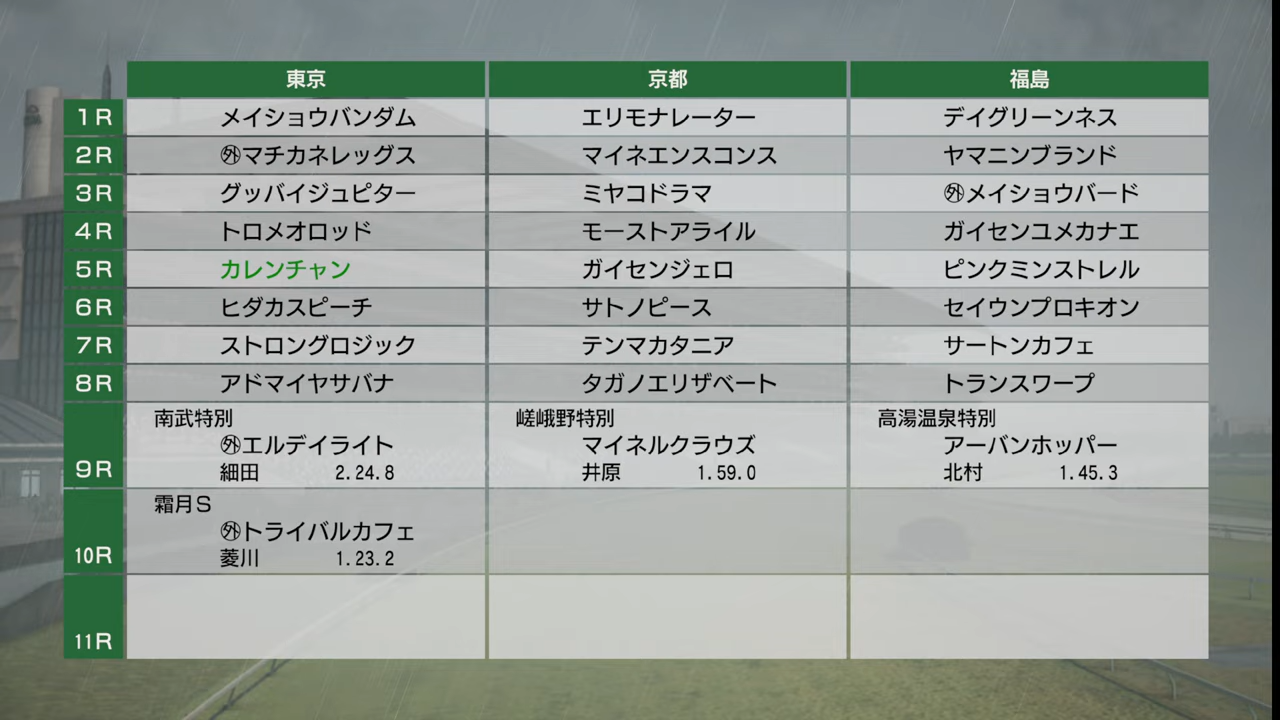 東京 京都 福島
1R メイショウバンダム エリモナレーター デイグリーンネス
2R ㊕マチカネレッグス マイネエンスコンス ヤマニンブランド
3R グッバイジュピター ミヤコドラマ 外メイショウバード
4R トロメオロッド モーストアライル ガイセンユメカナエ
5R カレンチャン ガイセンジェロ ピンクミンストレル
6R ヒダカスピーチ サトノピース セイウンプロキオン
7R ストロングロジック テンマカタニア サートンカフェ
8R アドマイヤサバナ タガノエリザベート トランスワープ
南武特別 嵯峨野特別 高湯温泉特別
外エルデイライト マイネルクラウズ アーバンホッパー
9R 細田 2.24.8 井原 1.59.0 北村 1.45.3
霜月S
外トライバルカフェ
10R 菱川 1.23.2
11R